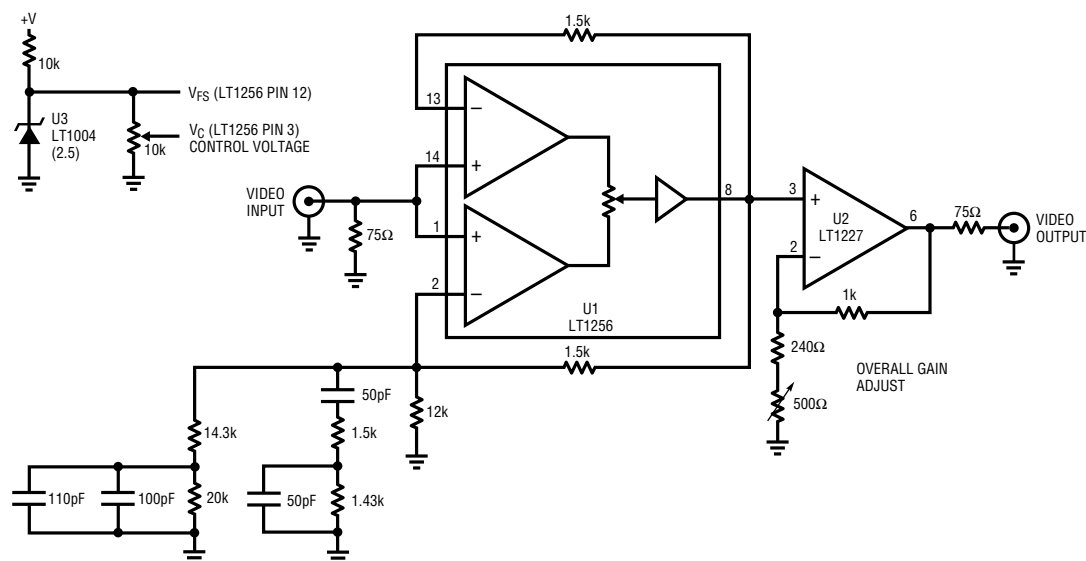 +V
10k
U3
LT1004
(2.5)
10k
VFS (LT1256 PIN 12)
VC (LT1256 PIN 3)
CONTROL VOLTAGE
VIDEO
INPUT
75Ω
1.5k
13
−
14
+
1
+
2
−
8
U1
LT1256
1.5k
3
+
2
−
U2
LT1227
6
75Ω
VIDEO
OUTPUT
1k
240Ω
500Ω
OVERALL GAIN
ADJUST
50pF
12k
14.3k
1.5k
110pF
100pF
20k
50pF
1.43k